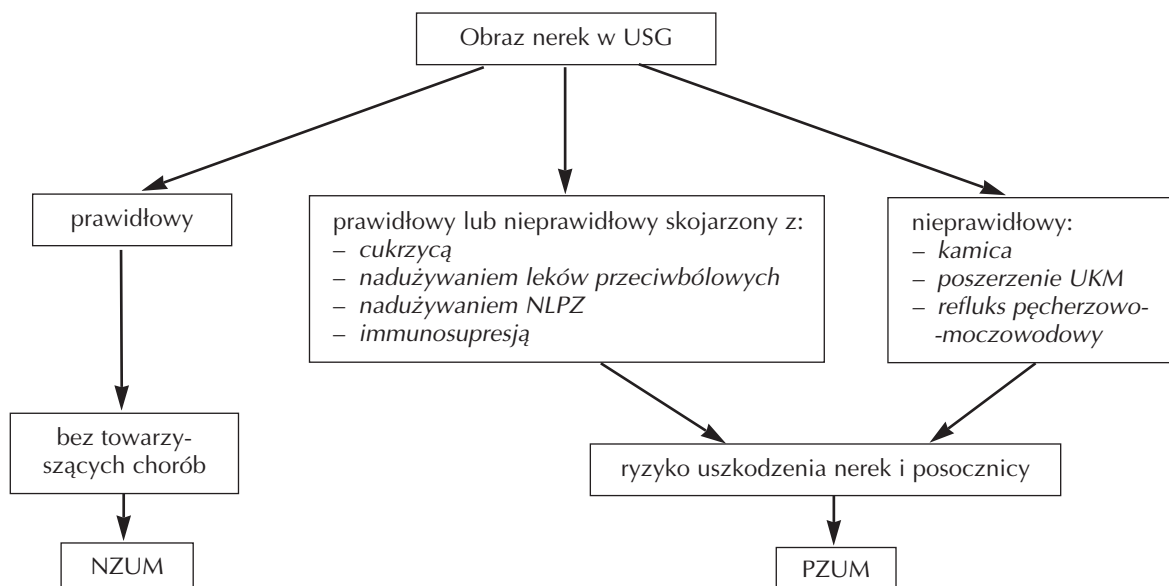 Obraz nerek w USG
prawidłowy
prawidłowy lub nieprawidłowy skojarzony z:
– cukrzycą
– nadużywaniem leków przeciwbólowych
– nadużywaniem NLPZ
– immunosupresją
nieprawidłowy:
– kamica
– poszerzenie UKM
– refluks pęcherzowo-
-moczowodowy
bez towarzy-
szących chorób
ryzyko uszkodzenia nerek i posocznicy
NZUM
PZUM